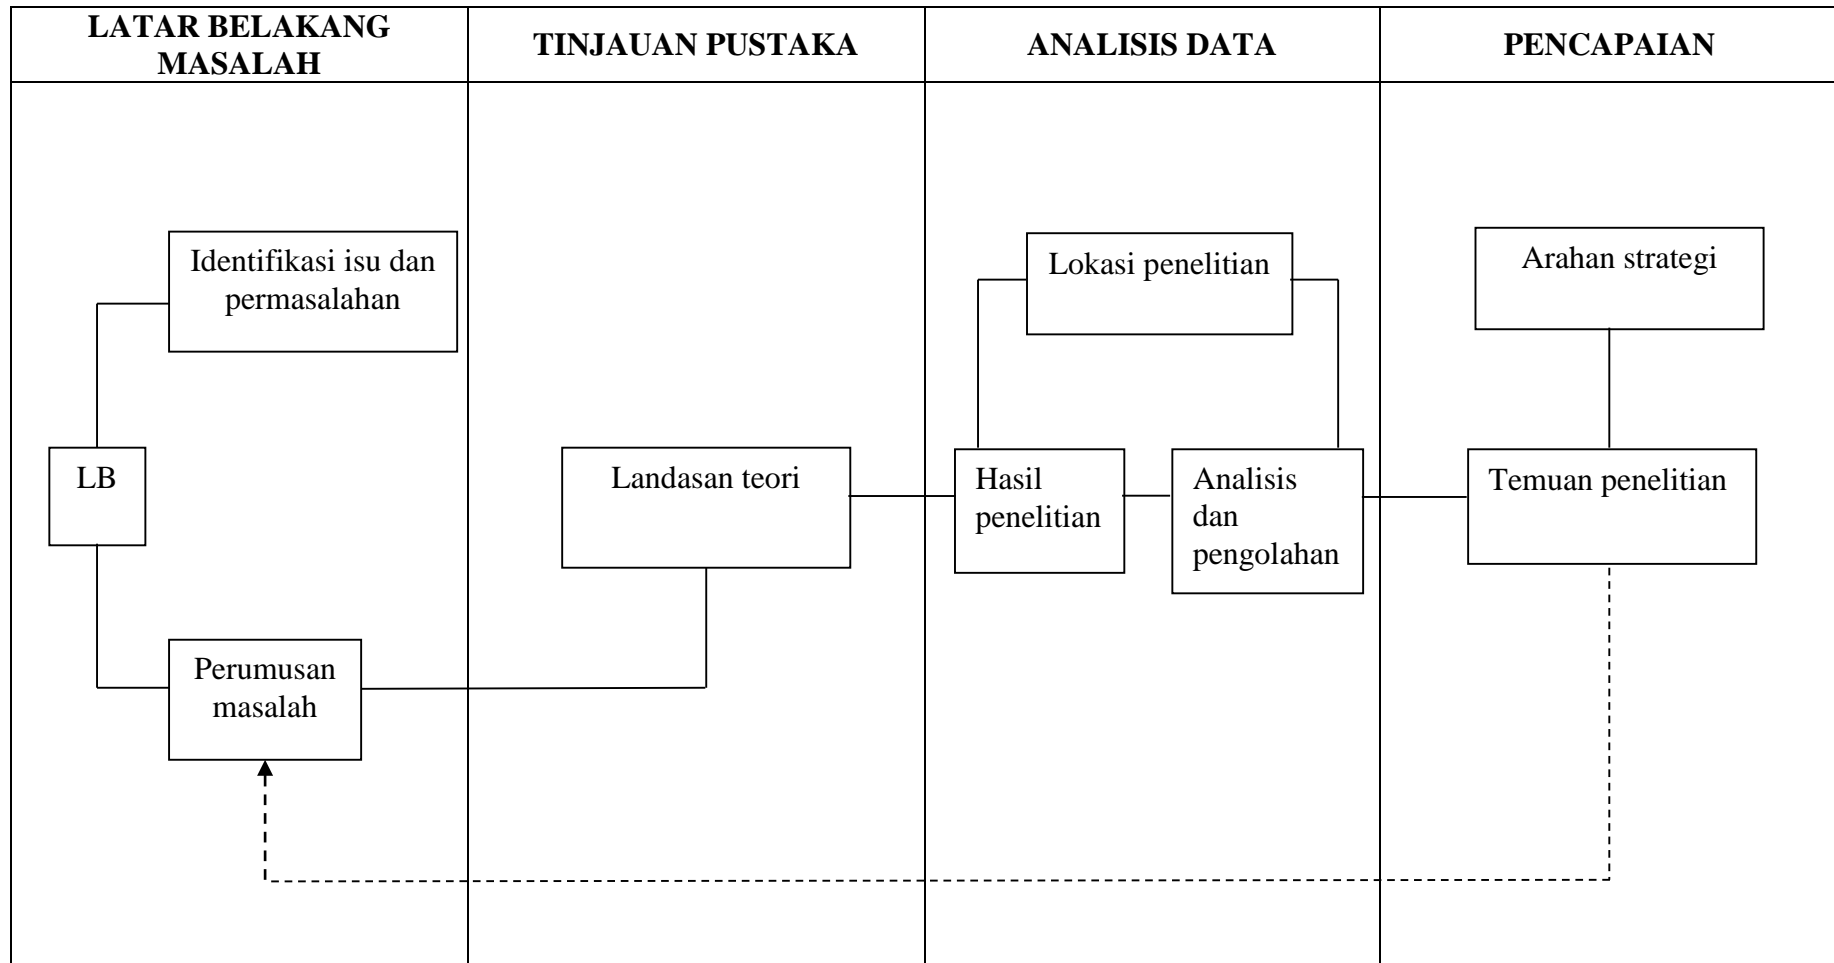 LATAR BELAKANG
MASALAH
TINJAUAN PUSTAKA
ANALISIS DATA
PENCAPAIAN
Identifikasi isu dan
permasalahan
LB
Perumusan
masalah
Landasan teori
Lokasi penelitian
Hasil
penelitian
Analisis
dan
pengolahan
Arahan strategi
Temuan penelitian